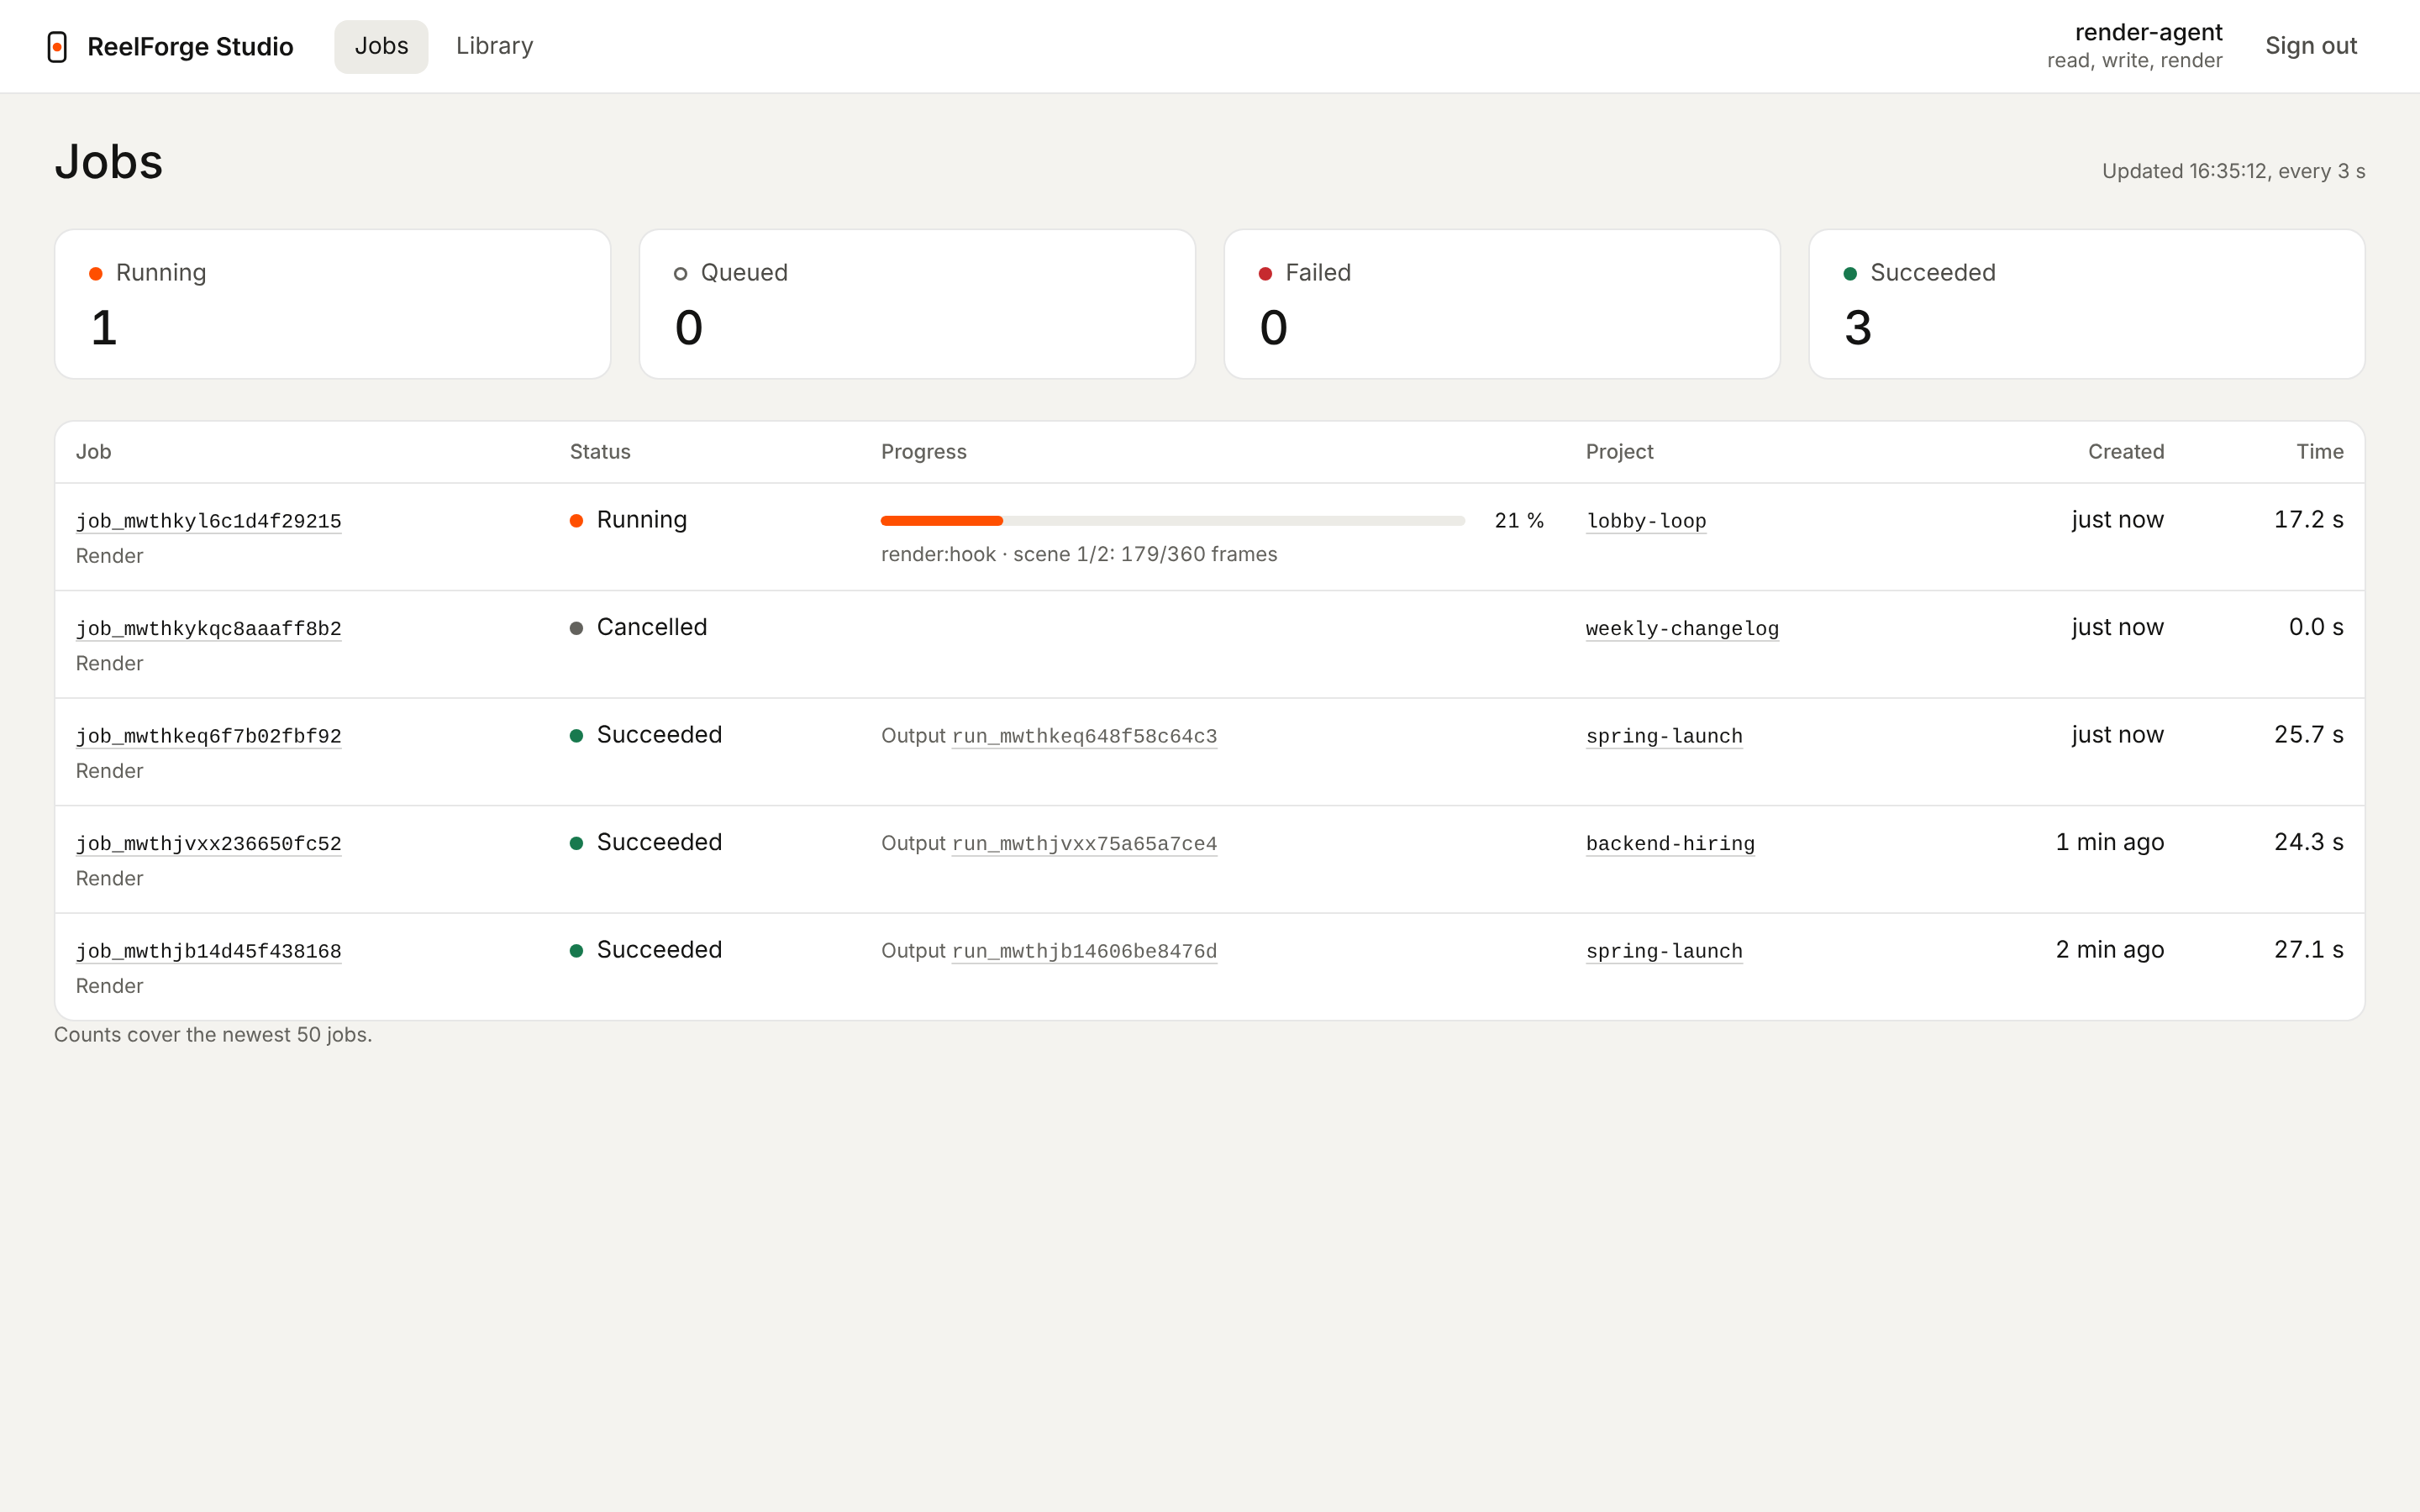 ReelForge Studio
Jobs
Library
render-agent
read, write, render
Sign out
Jobs
Updated 16:35:12, every 3 s
Running
1
Queued
0
Failed
0
Succeeded
3
Job Status Progress Project Created Time
job_mwthkyl6c1d4f29215 Running 21 % lobby-loop just now 17.2 s
Render render:hook · scene 1/2: 179/360 frames
job_mwthkykqc8aaaff8b2 Cancelled weekly-changelog just now 0.0 s
Render
job_mwthkeq6f7b02fbf92 Succeeded Output run_mwthkeq648f58c64c3 spring-launch just now 25.7 s
Render
job_mwthjvxx236650fc52 Succeeded Output run_mwthjvxx75a65a7ce4 backend-hiring 1 min ago 24.3 s
Render
job_mwthjb14d45f438168 Succeeded Output run_mwthjb14606be8476d spring-launch 2 min ago 27.1 s
Render
Counts cover the newest 50 jobs.